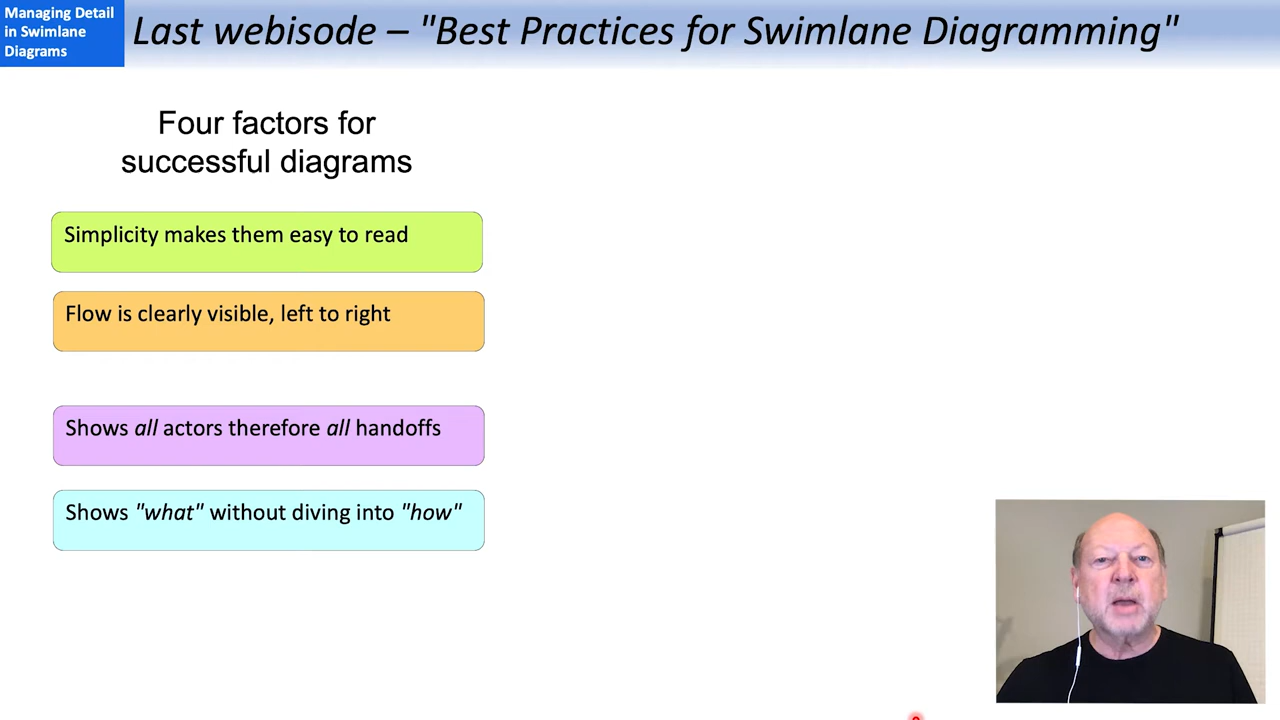 Managing Detail
in Swimlane
Diagrams
Last webisode – "Best Practices for Swimlane Diagramming"
Four factors for
successful diagrams
Simplicity makes them easy to read
Flow is clearly visible, left to right
Shows all actors therefore all handoffs
Shows "what" without diving into "how"